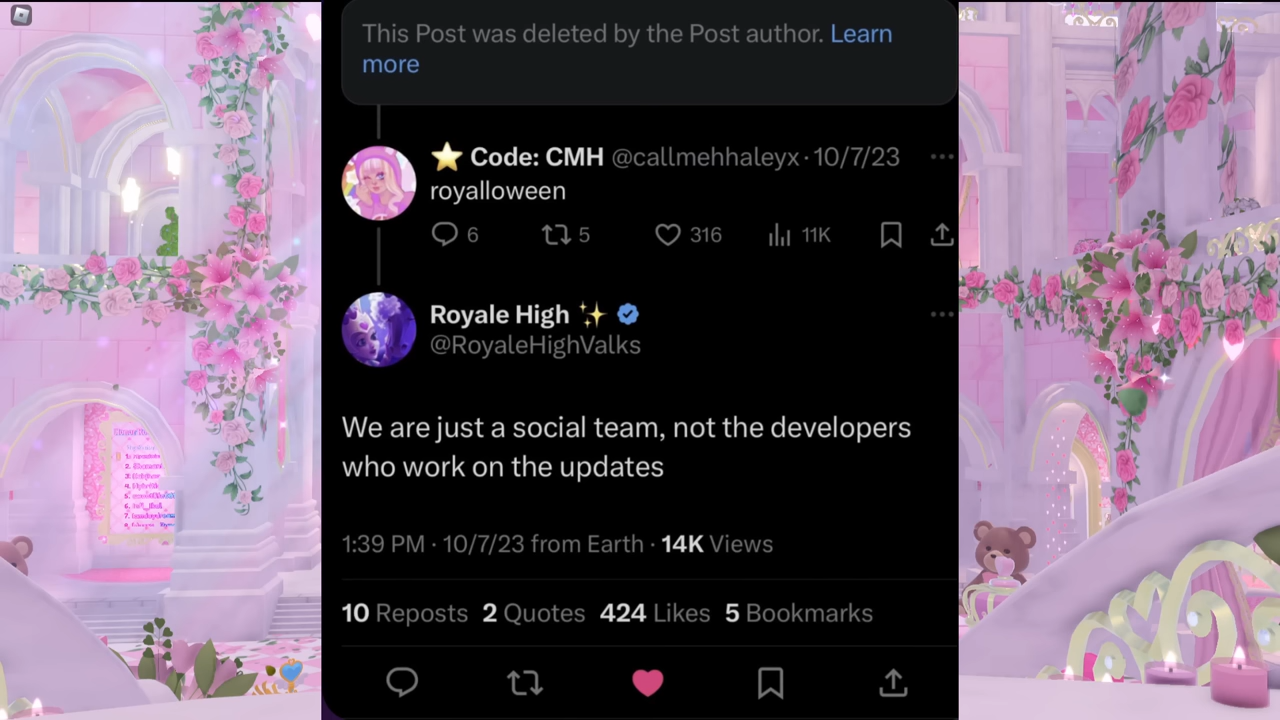 This Post was deleted by the Post author. Learn
more
⭐ Code: CMH @callmehhaleyx · 10/7/23
royalloween
6 5 316 11K
Royale High ✨
@RoyaleHighValks
We are just a social team, not the developers
who work on the updates
1:39 PM · 10/7/23 from Earth · 14K Views
10 Reposts 2 Quotes 424 Likes 5 Bookmarks